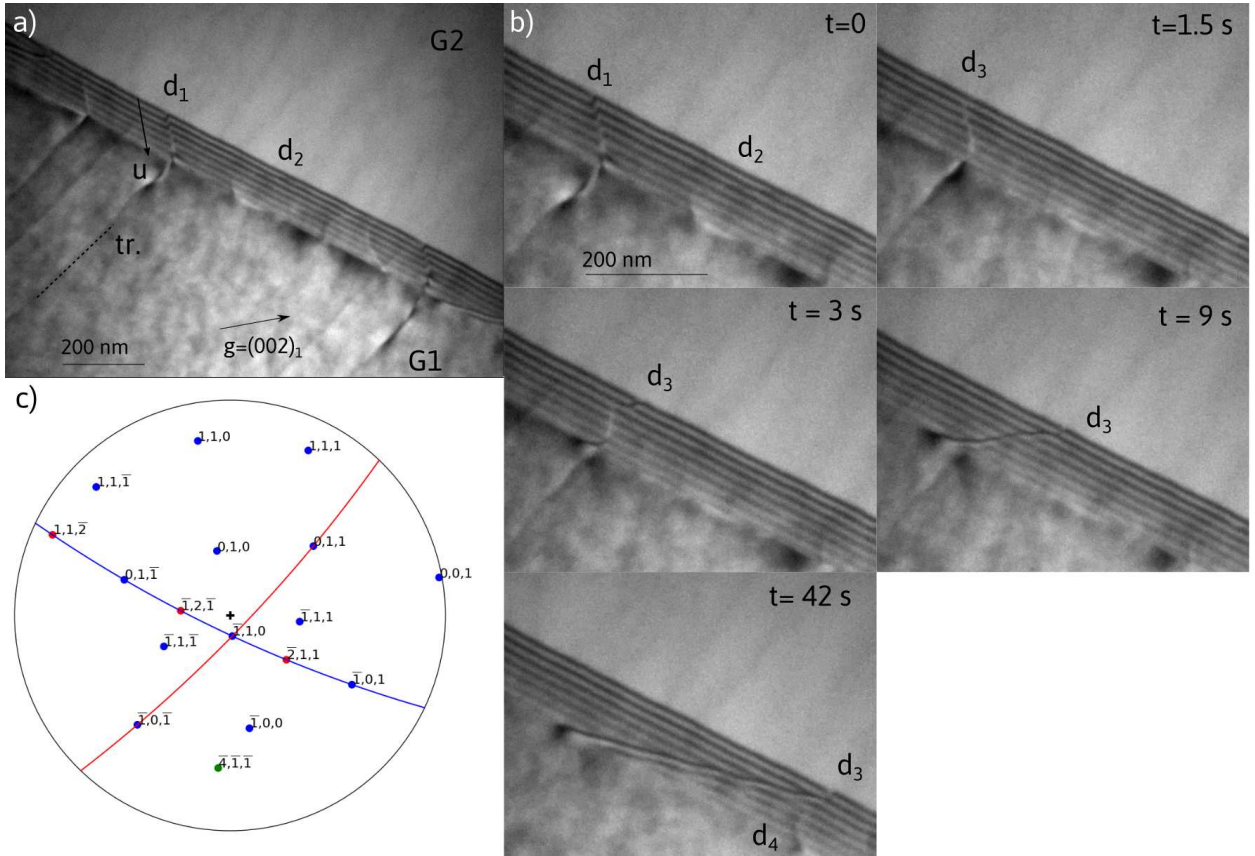 a)
G2
d₁
d₂
u
tr.
g=(002)₁
200 nm
G1
b)
t=0
d₁
d₂
200 nm
t=1.5 s
d₃
t = 3 s
d₃
t = 9 s
d₃
t= 42 s
d₃
d₄
c)
1,1,0
1,1,1
1,1,1̅
1,1,2̅
0,1,1
0,1,0
0,0,1
0,1,1̅
1̅,2,1̅
1̅,1,1
1̅,1,0
1̅,1,1̅
2̅,1,1
1̅,0,1
1̅,0,1̅
1̅,0,0
4̅,1̅,1̅